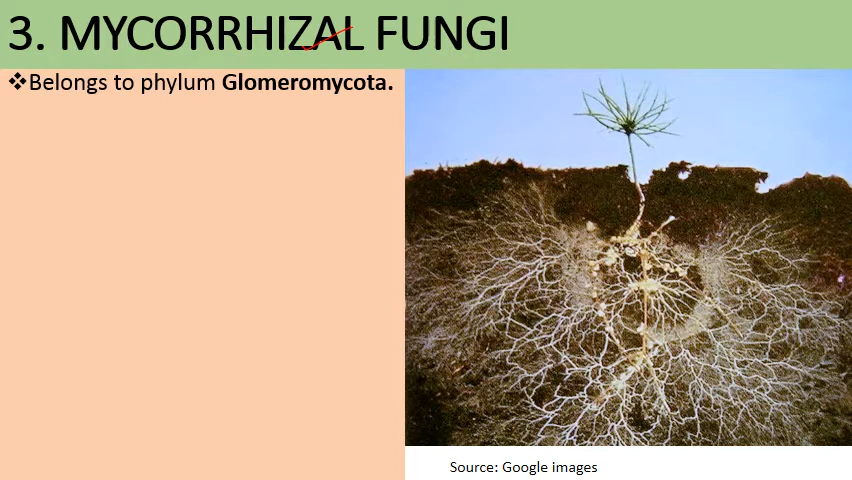 3. MYCORRHIZAL FUNGI
❖Belongs to phylum Glomeromycota.
Source: Google images